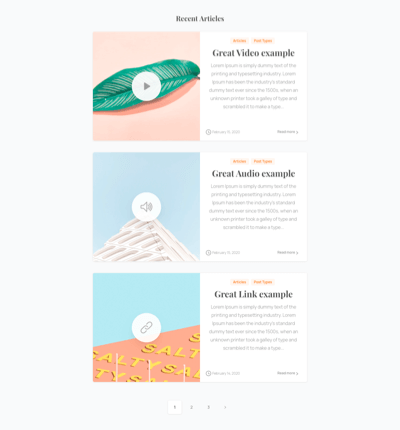 Recent Articles
Articles Post Types
Great Video example
Lorem Ipsum is simply dummy text of the
printing and typesetting industry. Lorem
Ipsum has been the industry's standard
dummy text ever since the 1500s, when an
unknown printer took a galley of type and
scrambled it to make a type...
February 15, 2022 Read more
Articles Post Types
Great Audio example
Lorem Ipsum is simply dummy text of the
printing and typesetting industry. Lorem
Ipsum has been the industry's standard
dummy text ever since the 1500s, when an
unknown printer took a galley of type and
scrambled it to make a type...
Read more
Articles Post Types
Great Link example
Lorem Ipsum is simply dummy text of the
printing and typesetting industry. Lorem
Ipsum has been the industry's standard
dummy text ever since the 1500s, when an
unknown printer took a galley of type and
scrambled it to make a type...
February 14, 2022 Read more
SALT
SALTY SALTY
1 2 3 >